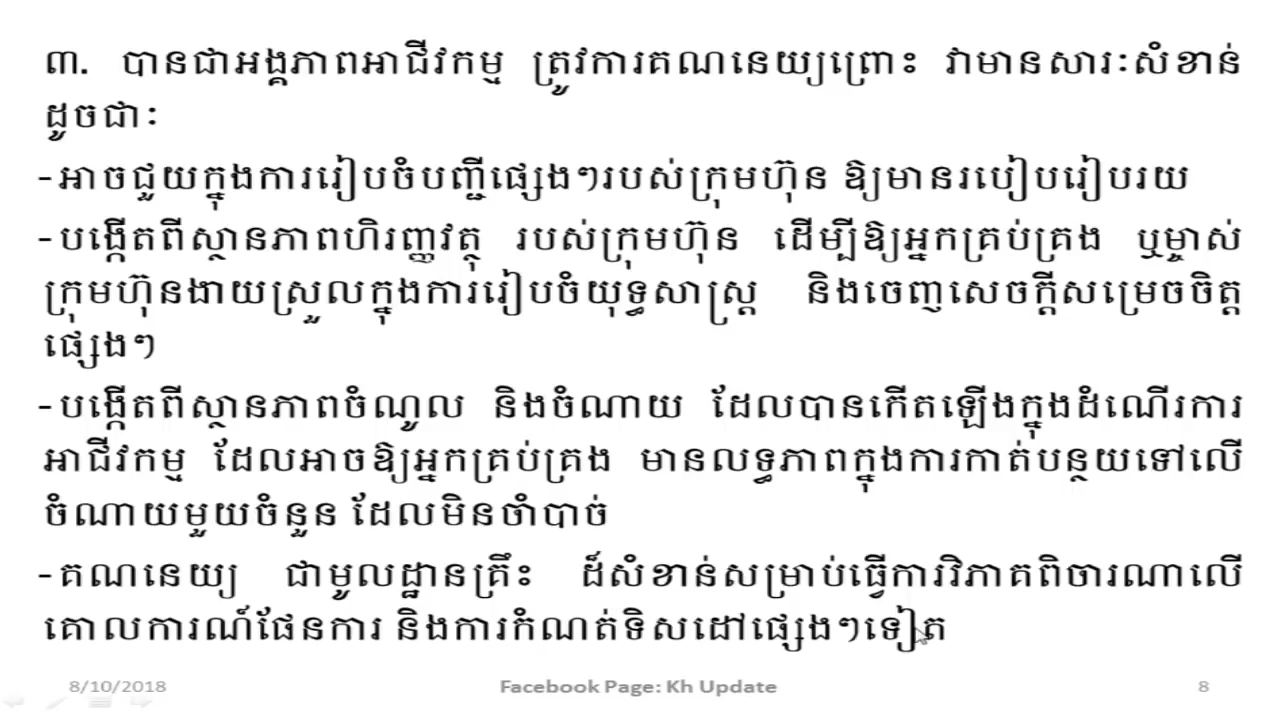 ៣. បានជាអង្គភាពអាជីវកម្ម ត្រូវការគណនេយ្យព្រោះ វាមានសារៈសំខាន់
ដូចជាៈ
-អាចជួយក្នុងការរៀបចំបញ្ជីផ្សេងៗរបស់ក្រុមហ៊ុន ឱ្យមានរបៀបរៀបរយ
-បង្កើតពីស្ថានភាពហិរញ្ញវត្ថុ របស់ក្រុមហ៊ុន ដើម្បីឱ្យអ្នកគ្រប់គ្រង ឬម្ចាស់
ក្រុមហ៊ុនងាយស្រួលក្នុងការរៀបចំយុទ្ធសាស្ត្រ និងចេញសេចក្តីសម្រេចចិត្ត
ផ្សេងៗ
-បង្កើតពីស្ថានភាពចំណូល និងចំណាយ ដែលបានកើតឡើងក្នុងដំណើរការ
អាជីវកម្ម ដែលអាចឱ្យអ្នកគ្រប់គ្រង មានលទ្ធភាពក្នុងការកាត់បន្ថយទៅលើ
ចំណាយមួយចំនួន ដែលមិនចាំបាច់
-គណនេយ្យ ជាមូលដ្ឋានគ្រឹះ ដ៏សំខាន់សម្រាប់ធ្វើការវិភាគពិចារណាលើ
គោលការណ៍ផែនការ និងការកំណត់ទិសដៅផ្សេងៗទៀត
8/10/2018 Facebook Page: Kh Update 8